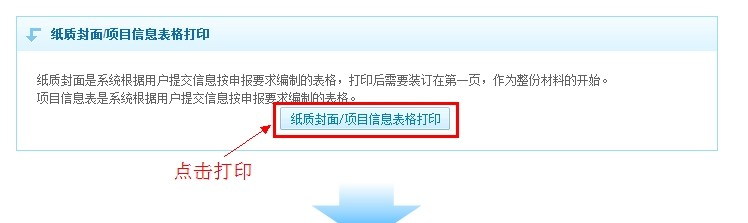 纸质封面/项目信息表格打印
纸质封面是系统根据用户提交信息按申报要求编制的表格，打印后需要装订在第一页，作为整份材料的开始。
项目信息表是系统根据用户提交信息按申报要求编制的表格。
纸质封面/项目信息表格打印
点击打印